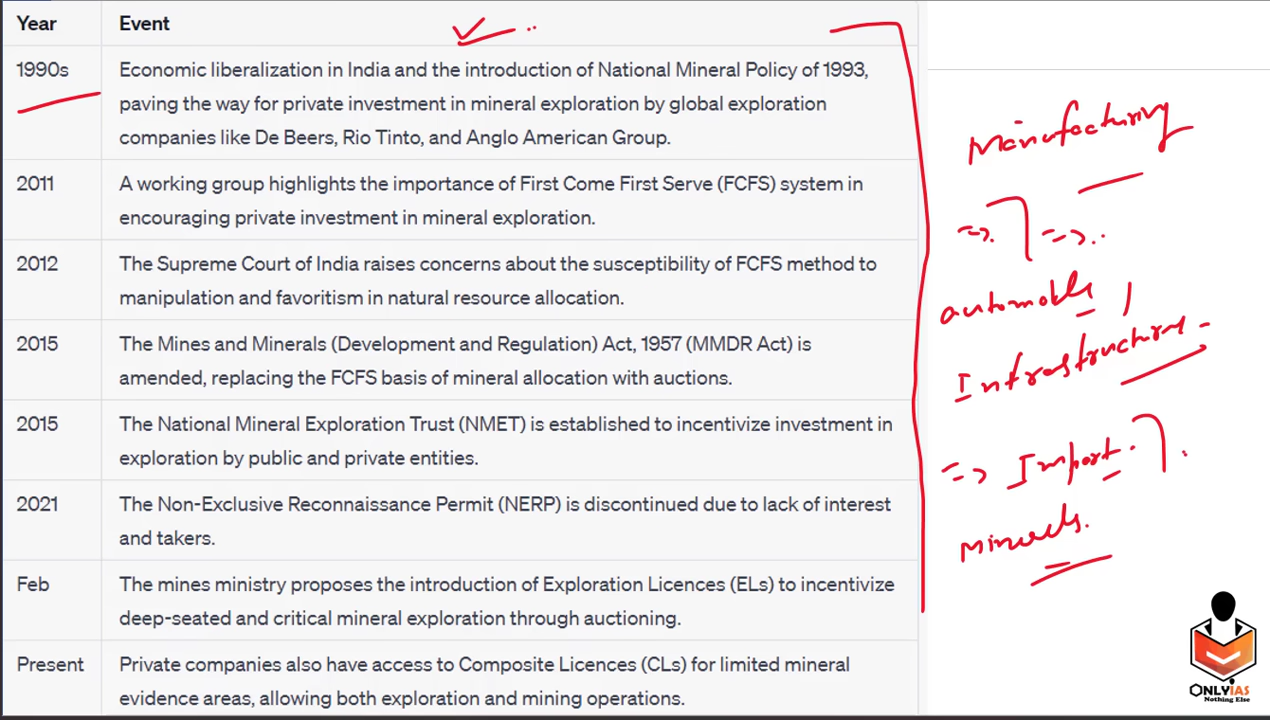 Year Event
1990s Economic liberalization in India and the introduction of National Mineral Policy of 1993,
paving the way for private investment in mineral exploration by global exploration
companies like De Beers, Rio Tinto, and Anglo American Group.
2011 A working group highlights the importance of First Come First Serve (FCFS) system in
encouraging private investment in mineral exploration.
2012 The Supreme Court of India raises concerns about the susceptibility of FCFS method to
manipulation and favoritism in natural resource allocation.
2015 The Mines and Minerals (Development and Regulation) Act, 1957 (MMDR Act) is
amended, replacing the FCFS basis of mineral allocation with auctions.
2015 The National Mineral Exploration Trust (NMET) is established to incentivize investment in
exploration by public and private entities.
2021 The Non-Exclusive Reconnaissance Permit (NERP) is discontinued due to lack of interest
and takers.
Feb The mines ministry proposes the introduction of Exploration Licences (ELs) to incentivize
deep-seated and critical mineral exploration through auctioning.
Present Private companies also have access to Composite Licences (CLs) for limited mineral
evidence areas, allowing both exploration and mining operations.
Manufacturing
=> =>
Infrastructure
=> Import
ONLYIAS
Nothing Else